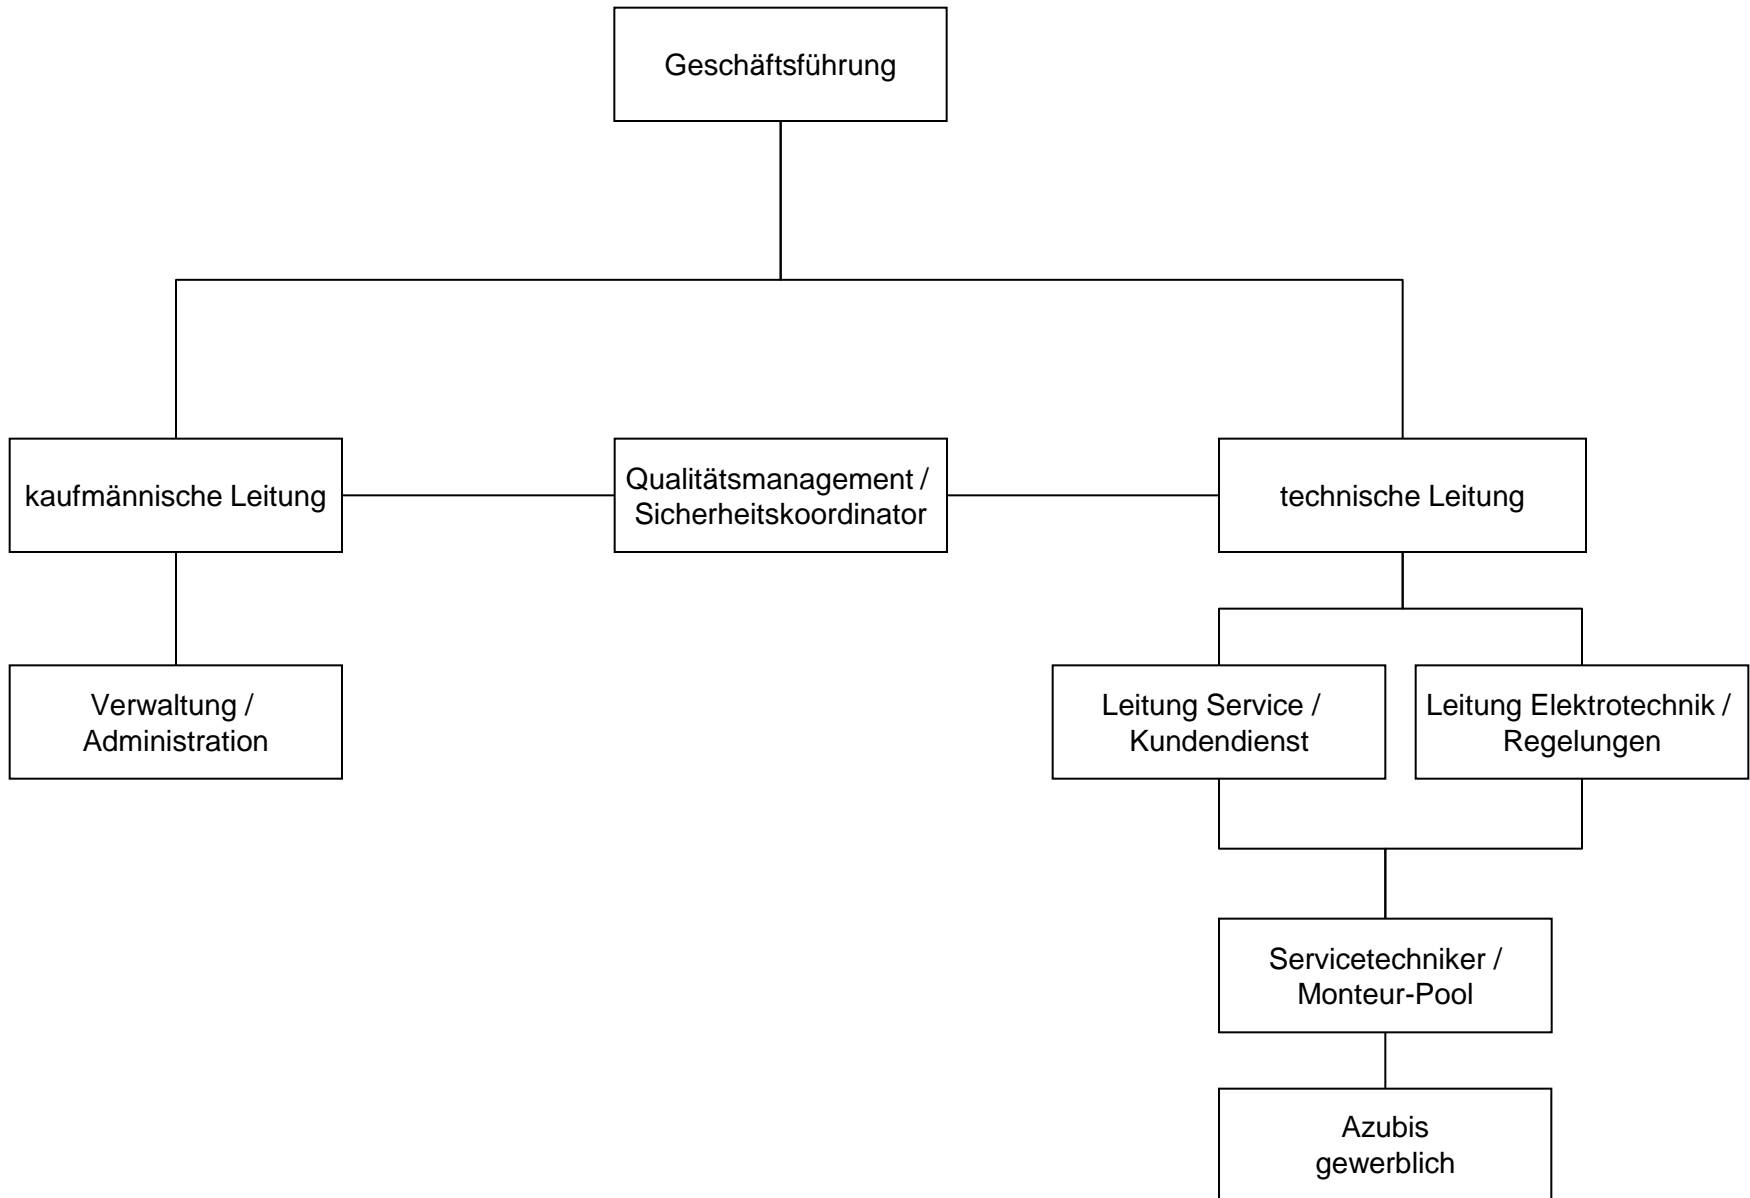 Geschäftsführung
kaufmännische Leitung
Qualitätsmanagement /
Sicherheitskoordinator
technische Leitung
Verwaltung /
Administration
Leitung Service /
Kundendienst
Leitung Elektrotechnik /
Regelungen
Servicetechniker /
Monteur-Pool
Azubis
gewerblich